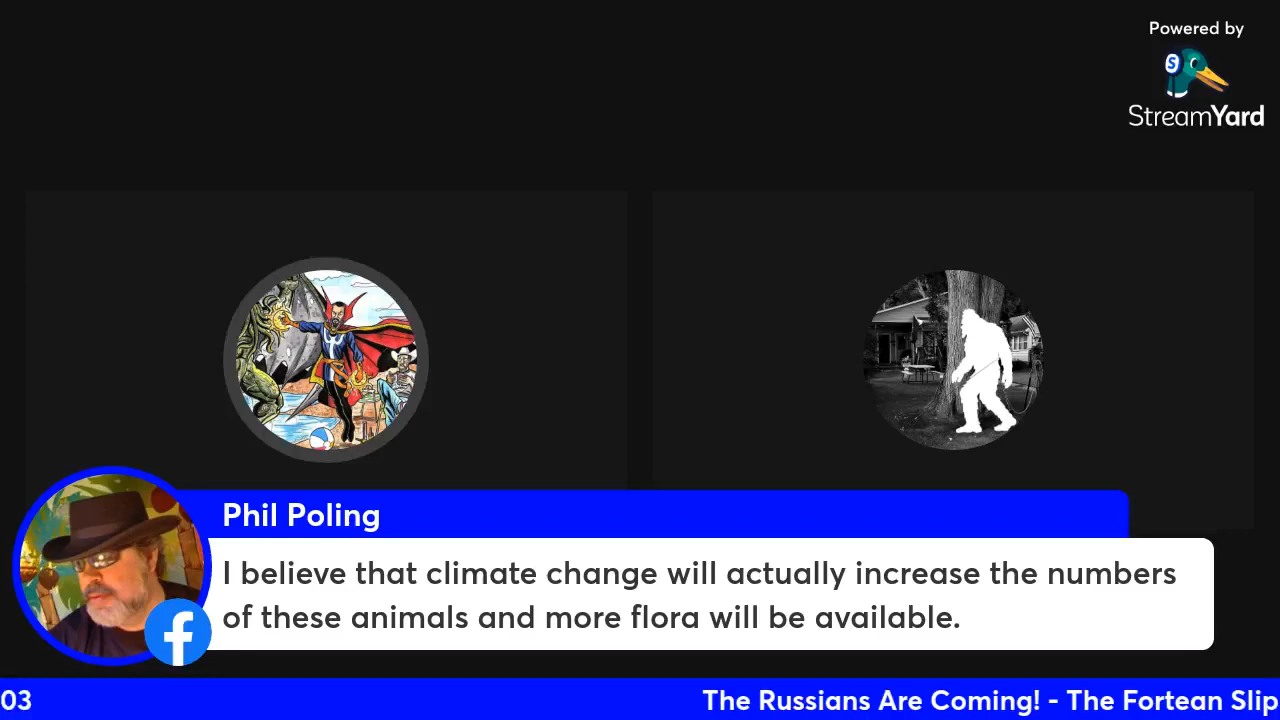 Powered by
S
StreamYard
Phil Poling
I believe that climate change will actually increase the numbers
of these animals and more flora will be available.
03
The Russians Are Coming! - The Fortean Slip